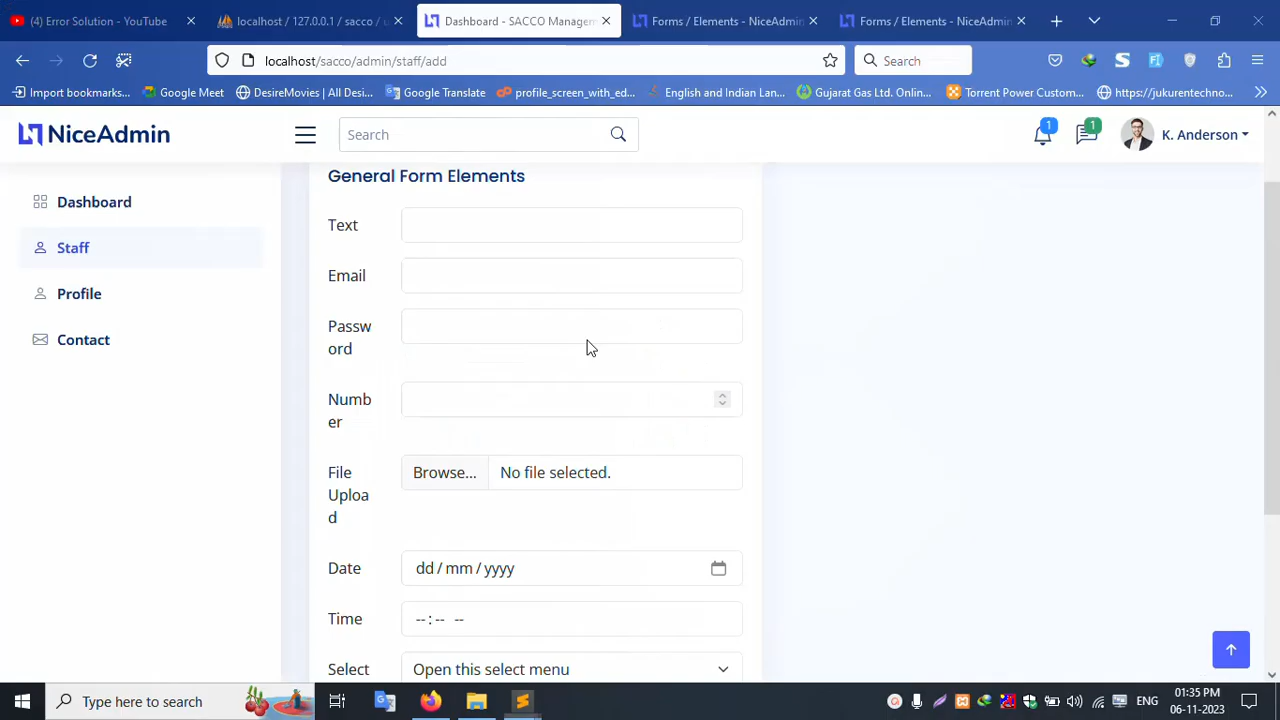 (4) Error Solution - YouTube
localhost / 127.0.0.1 / sacco / u
Dashboard - SACCO Managem
Forms / Elements - NiceAdmin
Forms / Elements - NiceAdmin
localhost/sacco/admin/staff/add
Search
Import bookmarks...
Google Meet
DesireMovies | All Desi...
Google Translate
profile_screen_with_ed...
English and Indian Lan...
Gujarat Gas Ltd. Onlin...
Torrent Power Custom...
https://jukurentechno...
NiceAdmin
Search
1
1
K. Anderson
Dashboard
Staff
Profile
Contact
General Form Elements
Text
Email
Passw
ord
Numb
er
File
Uploa
d
Browse...
No file selected.
Date
dd / mm / yyyy
Time
--:-- --
Select
Open this select menu
Type here to search
ENG
01:35 PM
06-11-2023